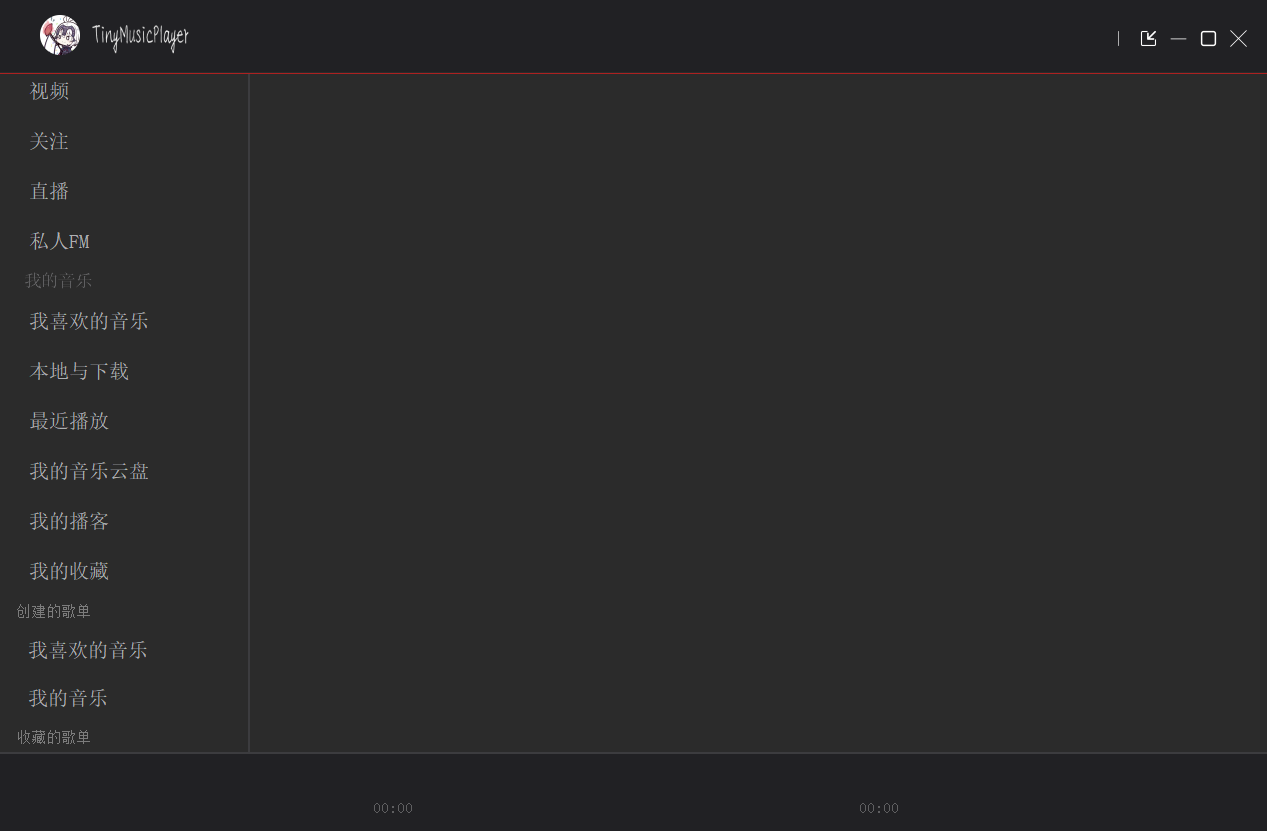 TinyMusicPlayer
视频
关注
直播
私人FM
我的音乐
我喜欢的音乐
本地与下载
最近播放
我的音乐云盘
我的播客
我的收藏
创建的歌单
我喜欢的音乐
我的音乐
收藏的歌单
00:00
00:00